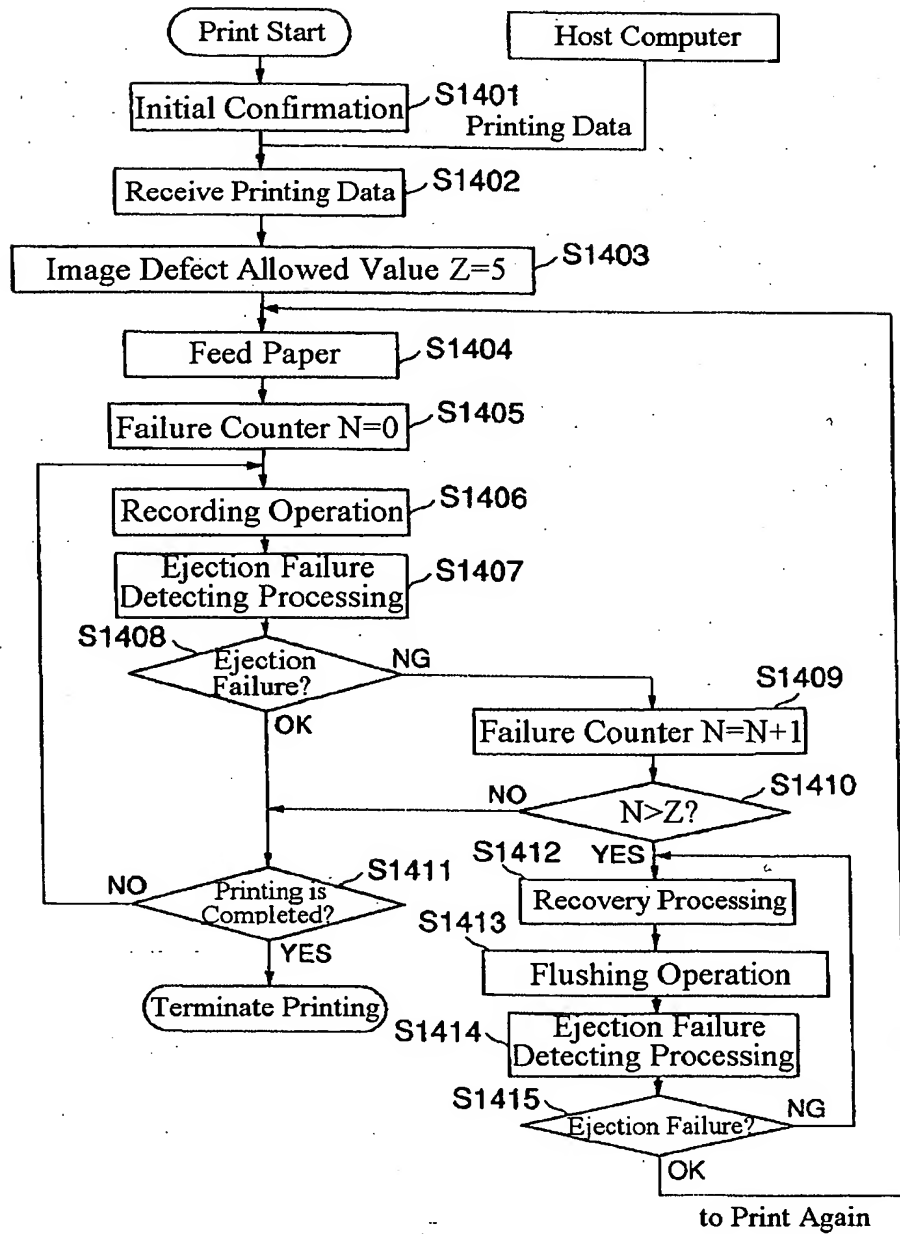 Print Start
Host Computer
S1401
Initial Confirmation
Printing Data
S1402
Receive Printing Data
S1403
Image Defect Allowed Value Z=5
Feed Paper
S1404
S1405
Failure Counter N=0
Recording Operation
S1406
Ejection Failure
Detecting Processing
S1407
S1408
Ejection
Failure?
NG
OK
S1409
Failure Counter N=N+1
S1410
NO
N>Z?
YES
S1411
NO
Printing is
Completed?
YES
Terminate Printing
S1412
Recovery Processing
S1413
Flushing Operation
S1414
Ejection Failure
Detecting Processing
S1415
Ejection Failure?
NG
OK
to Print Again